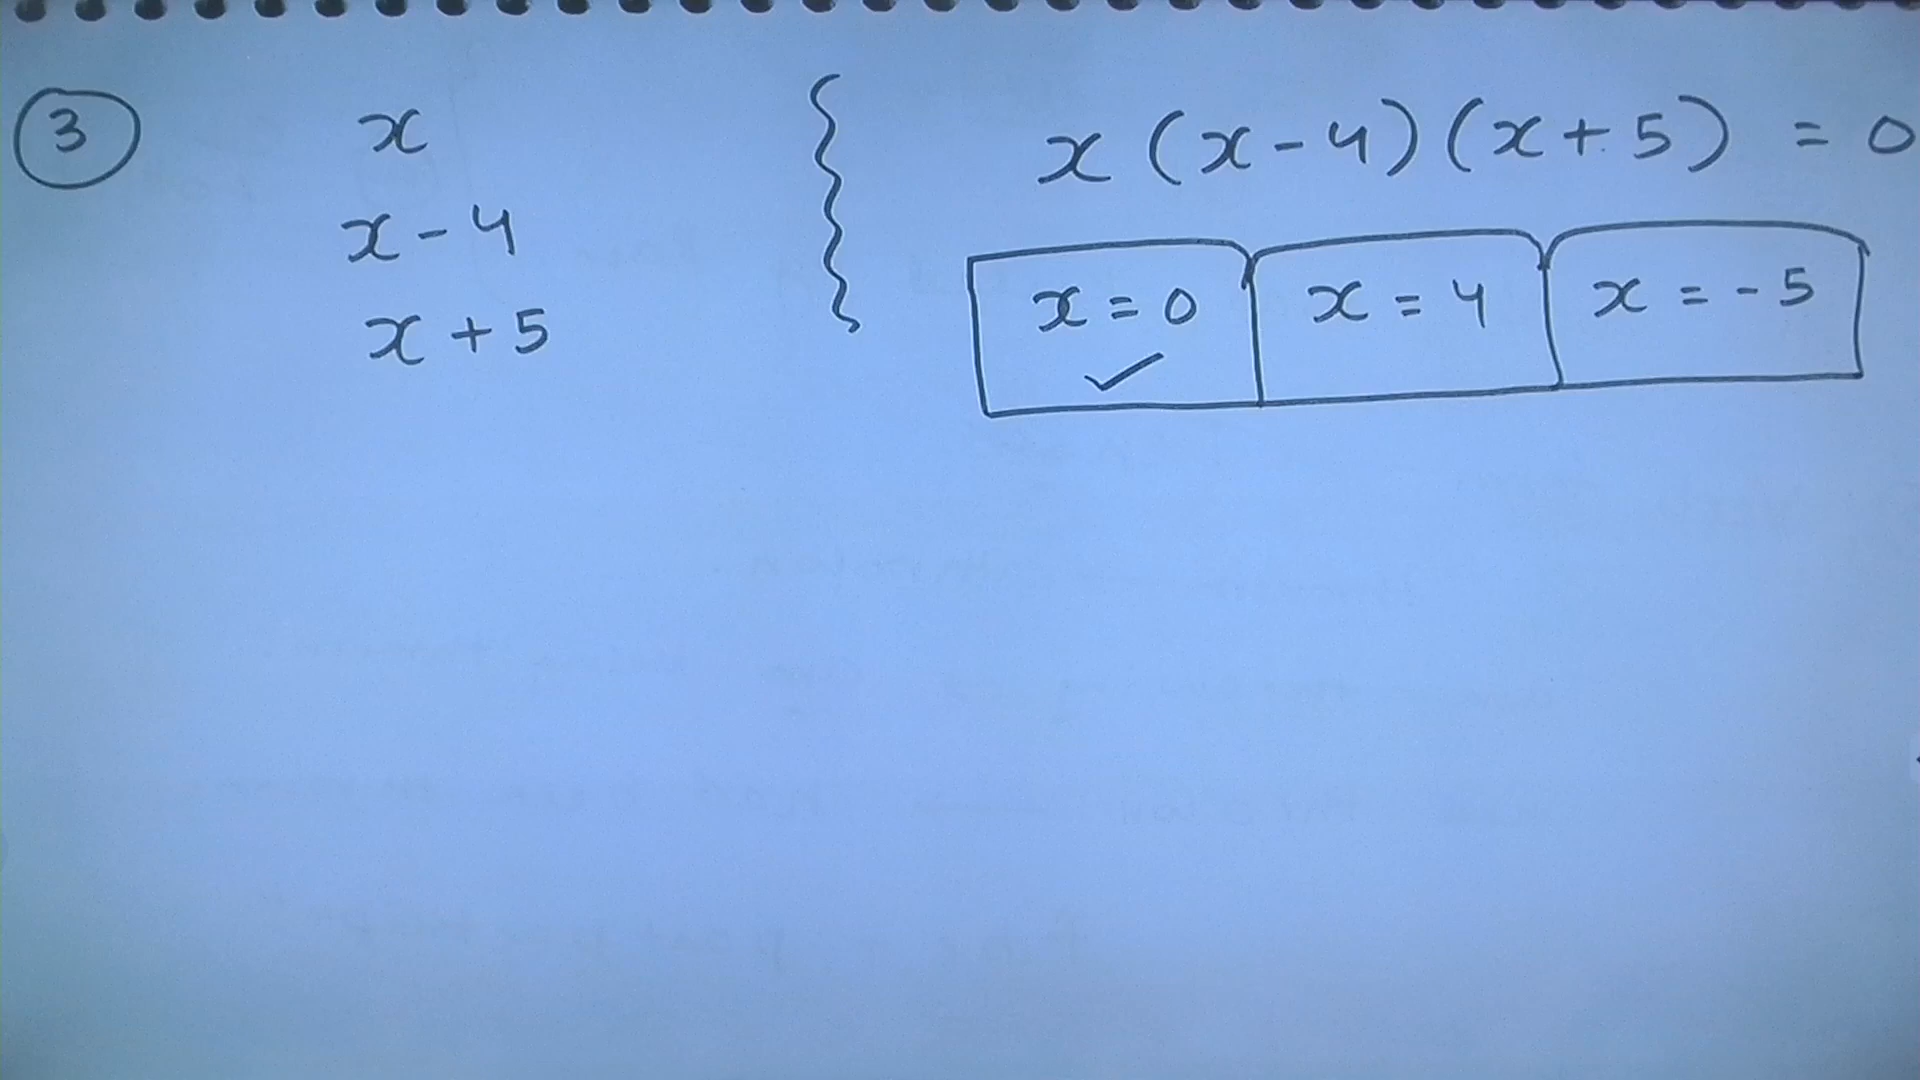 3
x
x - 4
x + 5
x (x - 4) (x + 5) = 0
x = 0 x = 4 x = - 5
✓